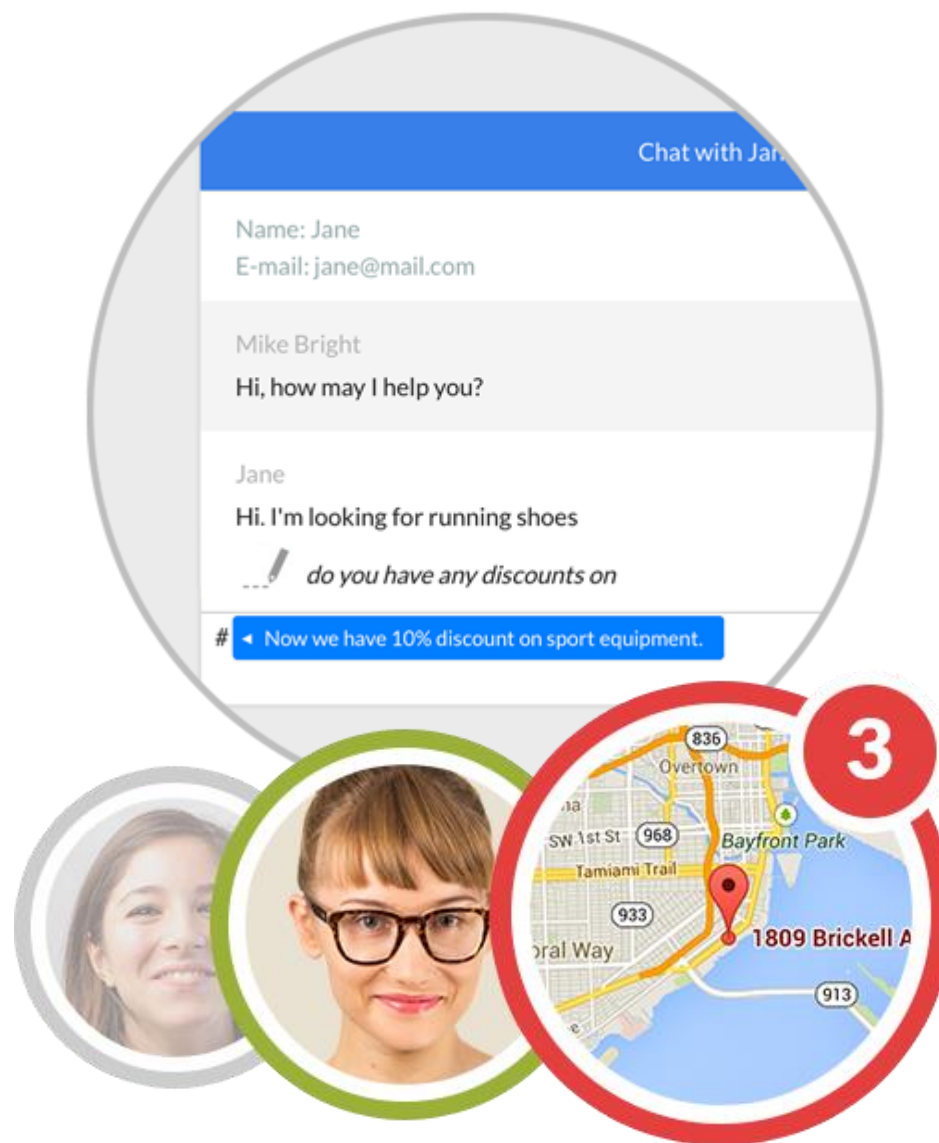 Chat with Jan
Name: Jane
E-mail: jane@mail.com
Mike Bright
Hi, how may I help you?
Jane
Hi. I'm looking for running shoes
do you have any discounts on
# ◄ Now we have 10% discount on sport equipment.
3
836
Overtown
na
SW 1st St
968
Bayfront Park
Tamiami Trail
933
1809 Brickell A
oral Way
913